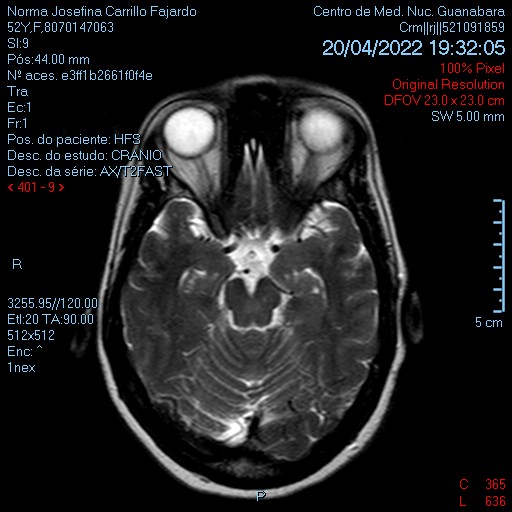 Norma Josefina Carrillo Fajardo
52Y,F,8070147063
Sl:9
Pós:44.00 mm
Nº aces. e3ff1b2661f0f4e
Tra
Ec:1
Fr:1
Pos. do paciente: HFS
Desc. do estudo: CRANIO
Desc. da série: AX/T2FAST
< 401 - 9 >
Centro de Med. Nuc. Guanabara
Crm||rj||521091859
20/04/2022 19:32:05
100% Pixel
Original Resolution
DFOV 23.0 x 23.0 cm
SW 5.00 mm
R
3255.95//120.00
Etl:20 TA:90.00
512x512
Enc: ^
1nex
5 cm
P
C 365
L 636